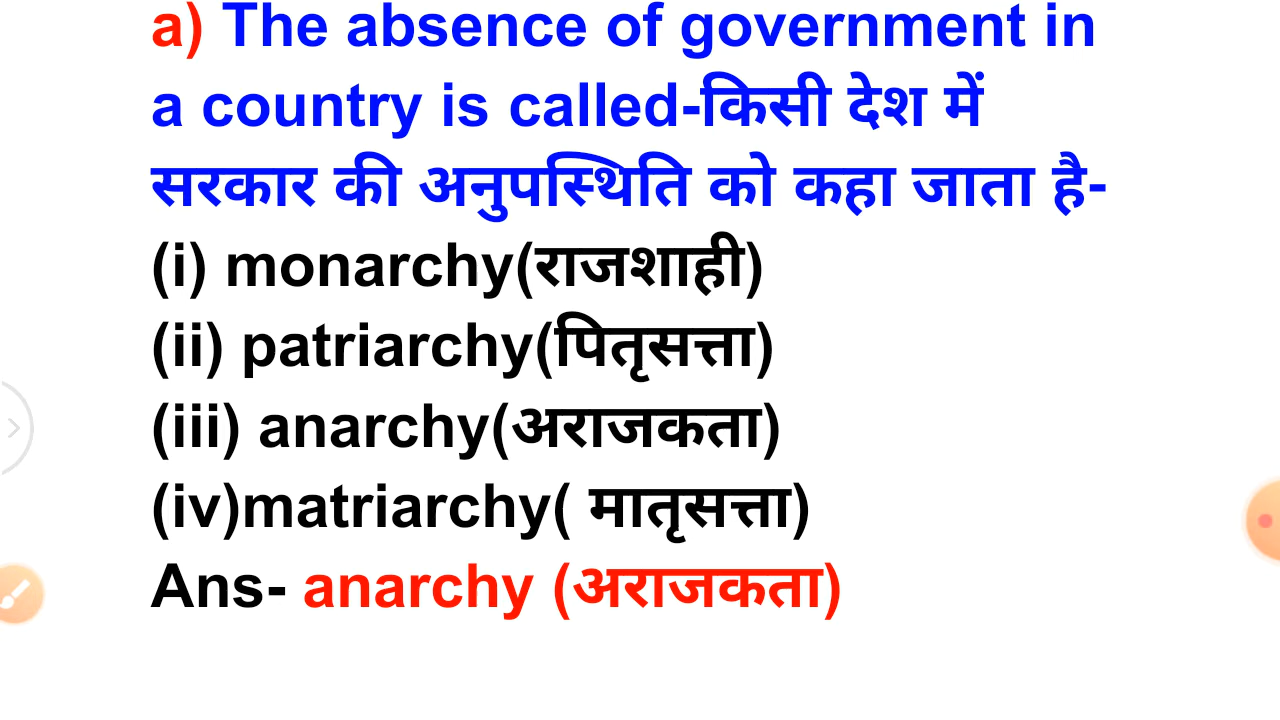 a) The absence of government in
a country is called-किसी देश में
सरकार की अनुपस्थिति को कहा जाता है-
(i) monarchy(राजशाही)
(ii) patriarchy(पितृसत्ता)
(iii) anarchy(अराजकता)
(iv)matriarchy( मातृसत्ता)
Ans- anarchy (अराजकता)